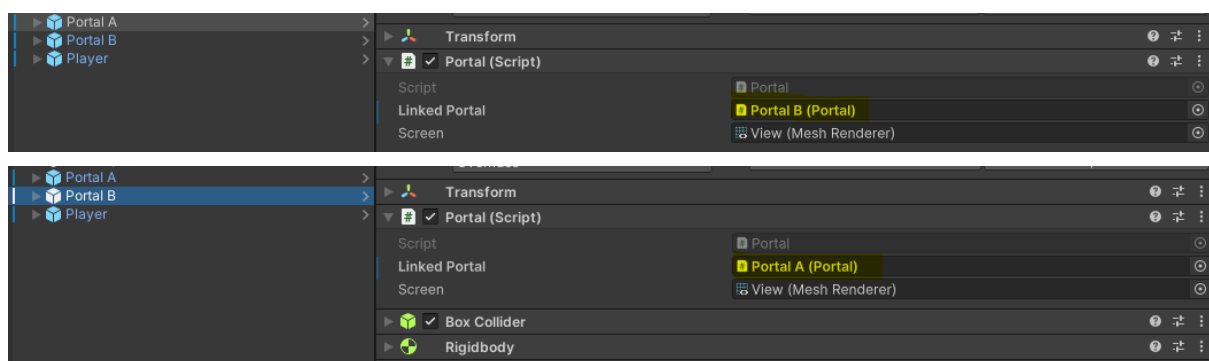 Portal A
Portal B
Player
Transform
# Portal (Script)
Script Portal
Linked Portal Portal B (Portal)
Screen View (Mesh Renderer)
Portal A
Portal B
Player
Transform
# Portal (Script)
Script Portal
Linked Portal Portal A (Portal)
Screen View (Mesh Renderer)
Box Collider
Rigidbody